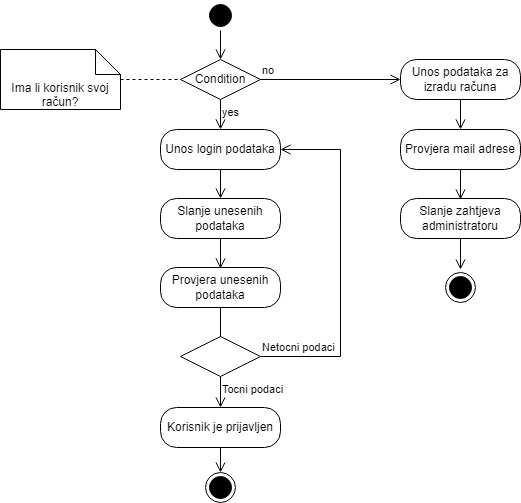 Ima li korisnik svoj
račun?
Condition
no
yes
Unos podataka za
izradu računa
Provjera mail adrese
Slanje zahtjeva
administratoru
Unos login podataka
Slanje unesenih
podataka
Provjera unesenih
podataka
Netocni podaci
Tocni podaci
Korisnik je prijavljen